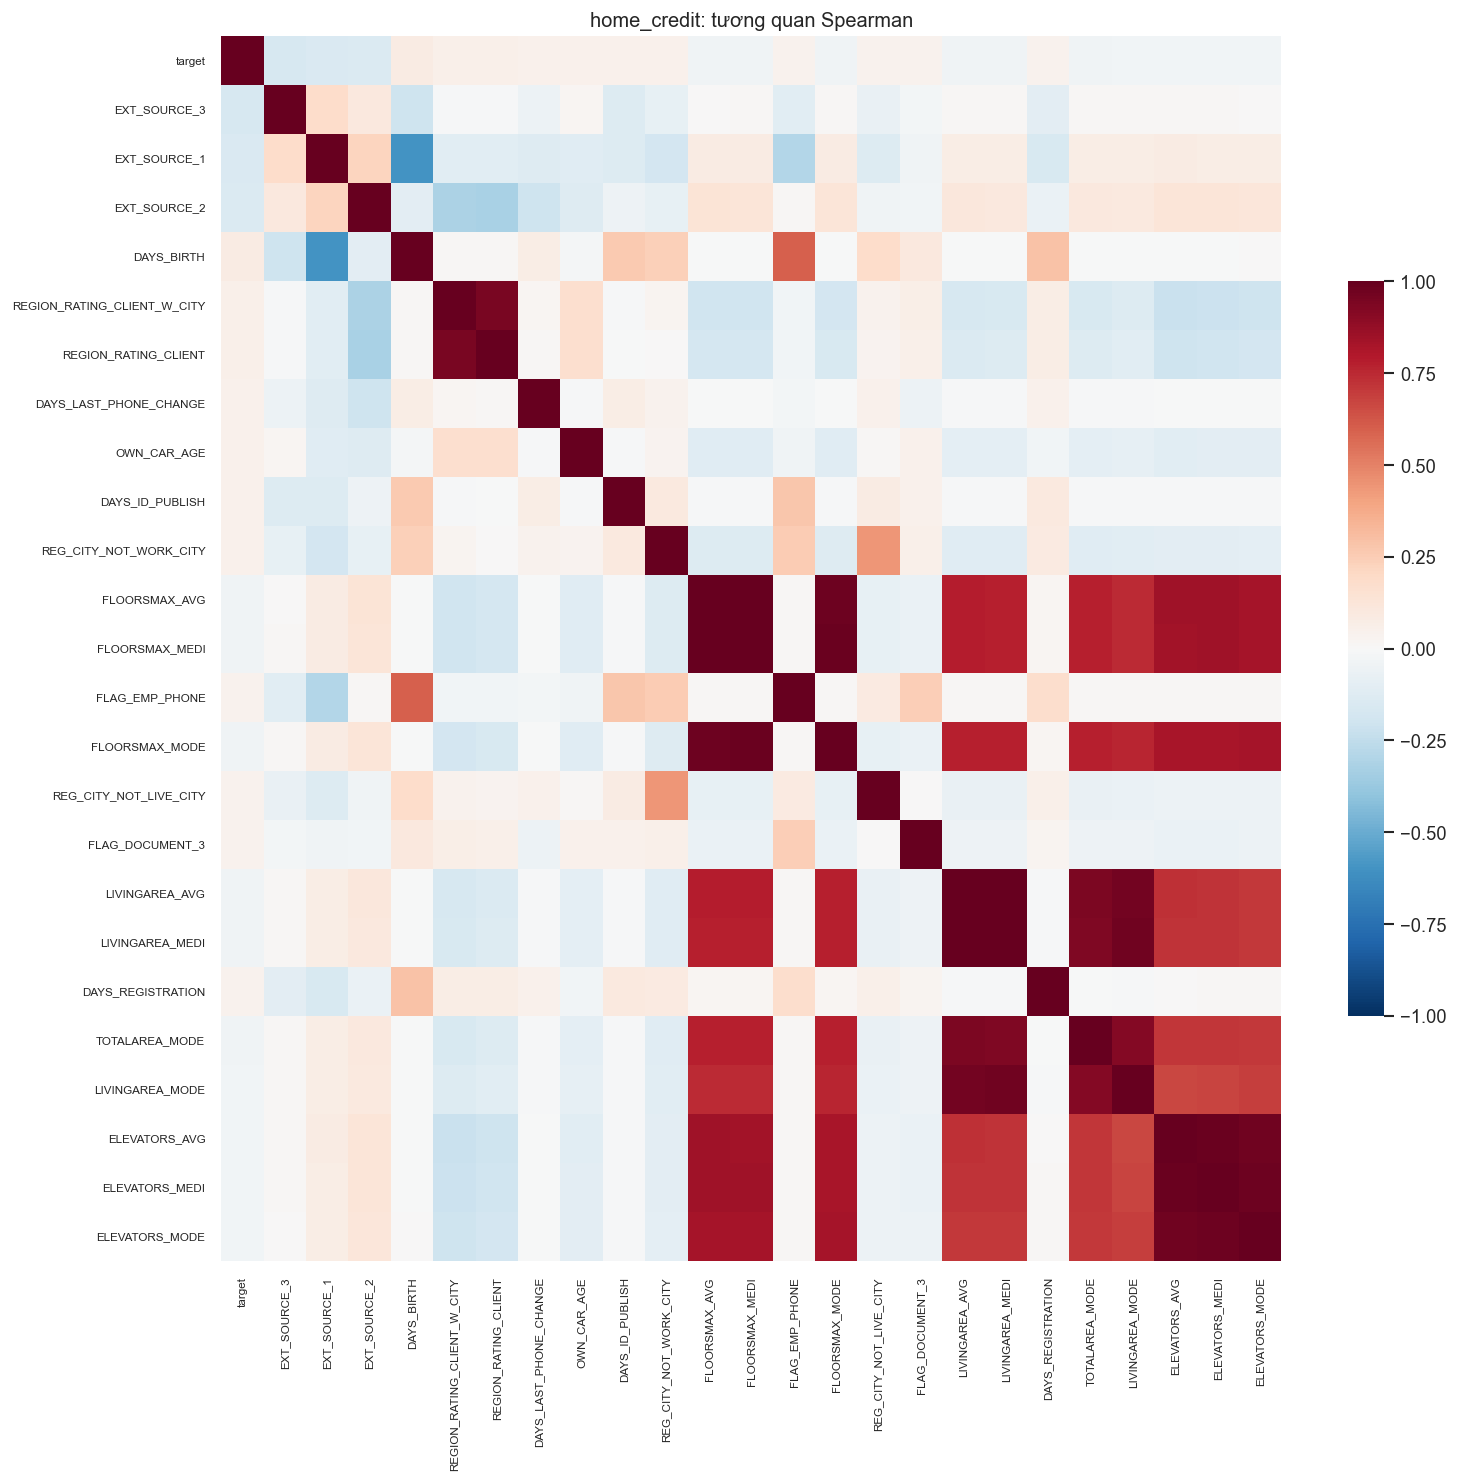 home_credit: tương quan Spearman
target
EXT_SOURCE_3
EXT_SOURCE_1
EXT_SOURCE_2
DAYS_BIRTH
REGION_RATING_CLIENT_W_CITY
REGION_RATING_CLIENT
DAYS_LAST_PHONE_CHANGE
OWN_CAR_AGE
DAYS_ID_PUBLISH
REG_CITY_NOT_WORK_CITY
FLOORSMAX_AVG
FLOORSMAX_MEDI
FLAG_EMP_PHONE
FLOORSMAX_MODE
REG_CITY_NOT_LIVE_CITY
FLAG_DOCUMENT_3
LIVINGAREA_AVG
LIVINGAREA_MEDI
DAYS_REGISTRATION
TOTALAREA_MODE
LIVINGAREA_MODE
ELEVATORS_AVG
ELEVATORS_MEDI
ELEVATORS_MODE
target
EXT_SOURCE_3
EXT_SOURCE_1
EXT_SOURCE_2
DAYS_BIRTH
REGION_RATING_CLIENT_W_CITY
REGION_RATING_CLIENT
DAYS_LAST_PHONE_CHANGE
OWN_CAR_AGE
DAYS_ID_PUBLISH
REG_CITY_NOT_WORK_CITY
FLOORSMAX_AVG
FLOORSMAX_MEDI
FLAG_EMP_PHONE
FLOORSMAX_MODE
REG_CITY_NOT_LIVE_CITY
FLAG_DOCUMENT_3
LIVINGAREA_AVG
LIVINGAREA_MEDI
DAYS_REGISTRATION
TOTALAREA_MODE
LIVINGAREA_MODE
ELEVATORS_AVG
ELEVATORS_MEDI
ELEVATORS_MODE
1.00
0.75
0.50
0.25
0.00
−0.25
−0.50
−0.75
−1.00